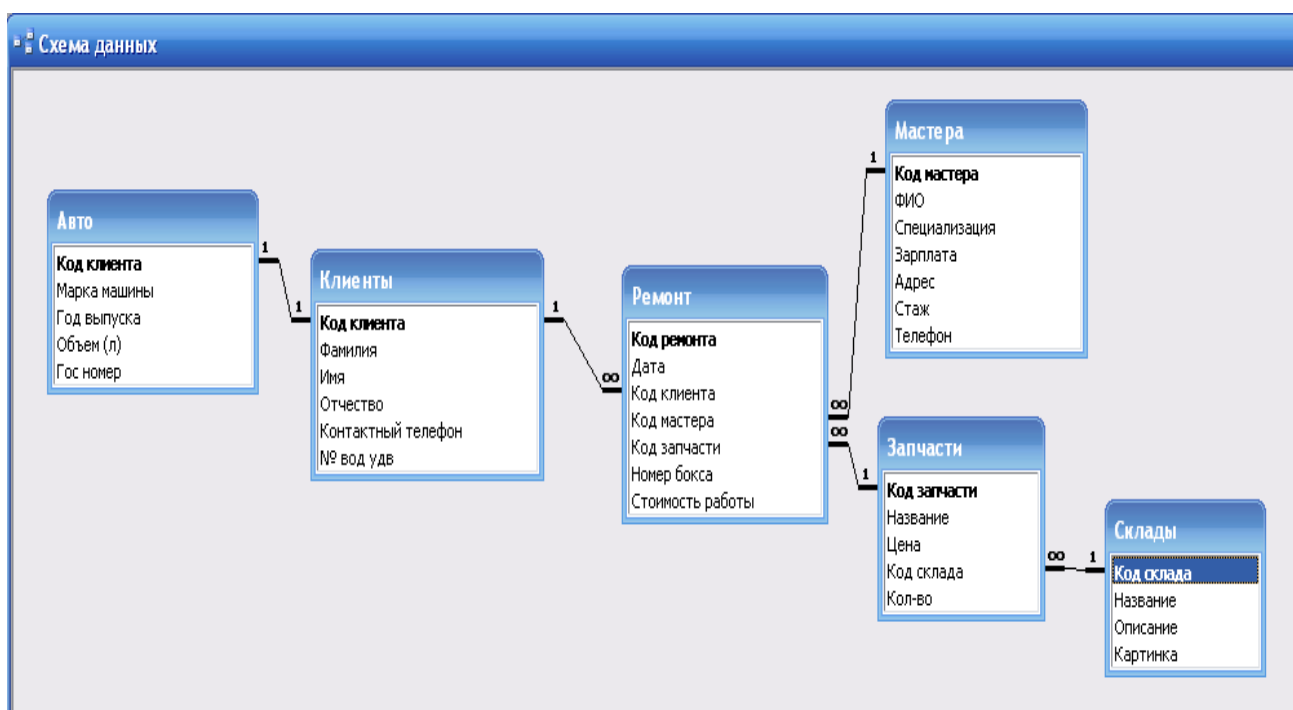 Схема данных
Авто
Код клиента
Марка машины
Год выпуска
Объем (л)
Гос номер
1
1
Клиенты
Код клиента
Фамилия
Имя
Отчество
Контактный телефон
№ вод удв
1
∞
Ремонт
Код ремонта
Дата
Код клиента
Код мастера
Код запчасти
Номер бокса
Стоимость работы
∞
∞
1
1
Мастера
Код мастера
ФИО
Специализация
Зарплата
Адрес
Стаж
Телефон
Запчасти
Код запчасти
Название
Цена
Код склада
Кол-во
∞
1
Склады
Код склада
Название
Описание
Картинка